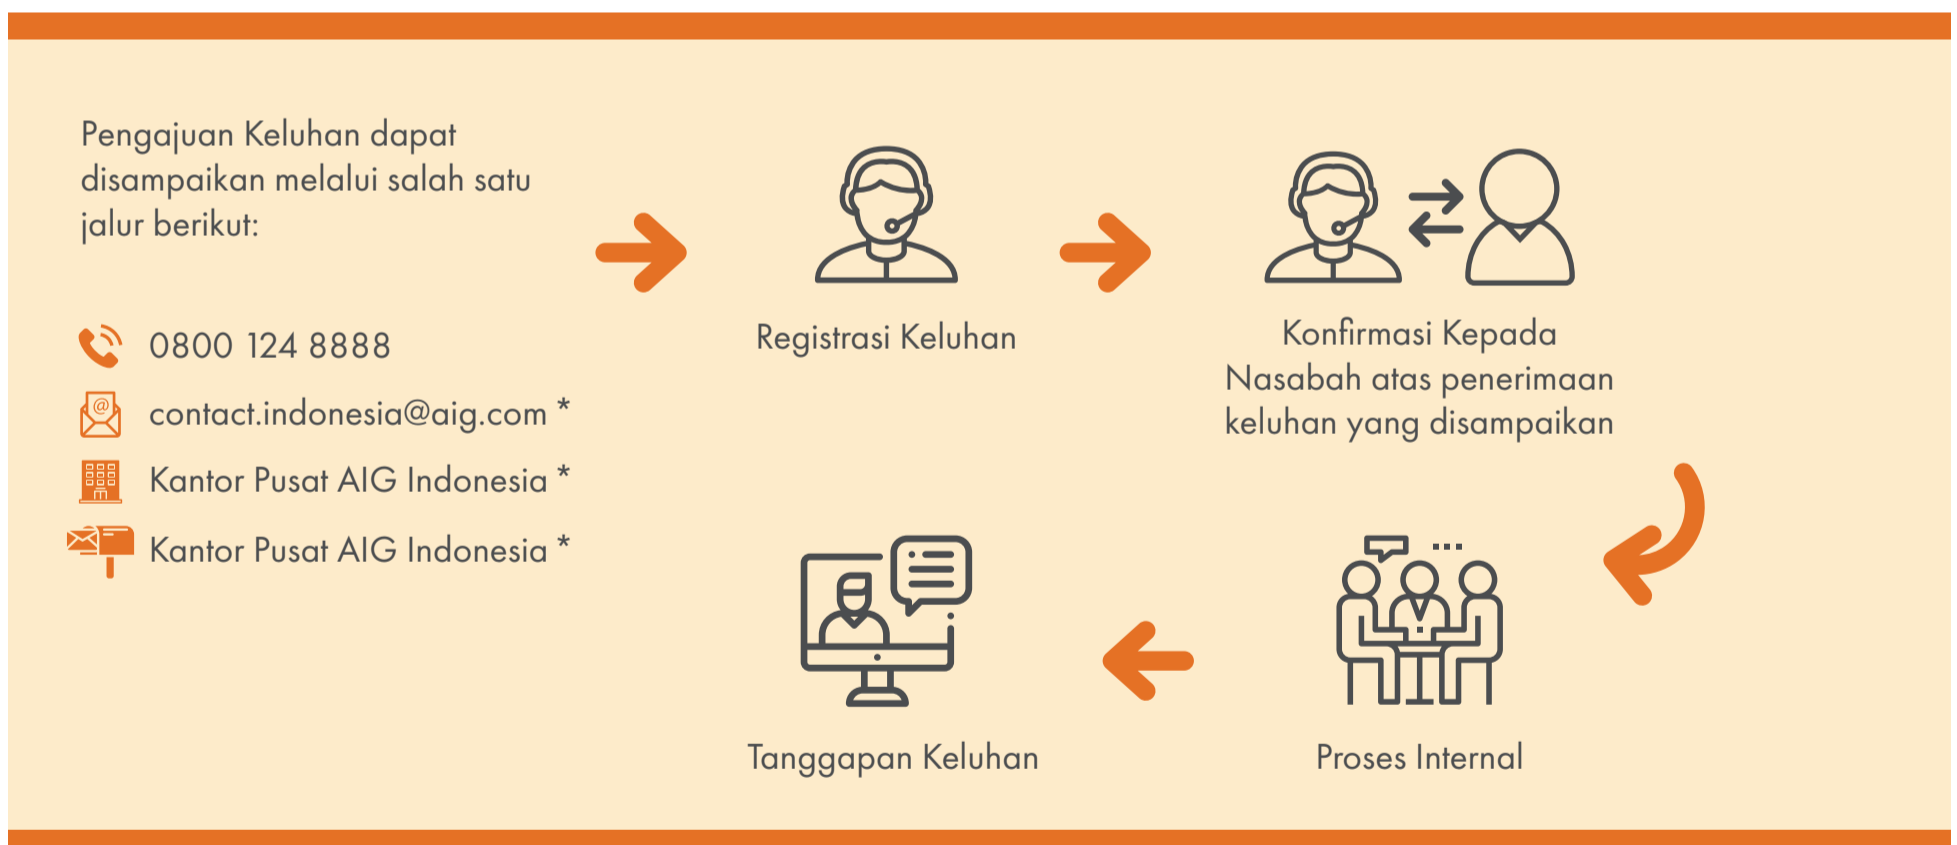 Pengajuan Keluhan dapat
disampaikan melalui salah satu
jalur berikut:
0800 124 8888
contact.indonesia@aig.com *
Kantor Pusat AIG Indonesia *
Kantor Pusat AIG Indonesia *
Registrasi Keluhan
Konfirmasi Kepada
Nasabah atas penerimaan
keluhan yang disampaikan
Proses Internal
Tanggapan Keluhan